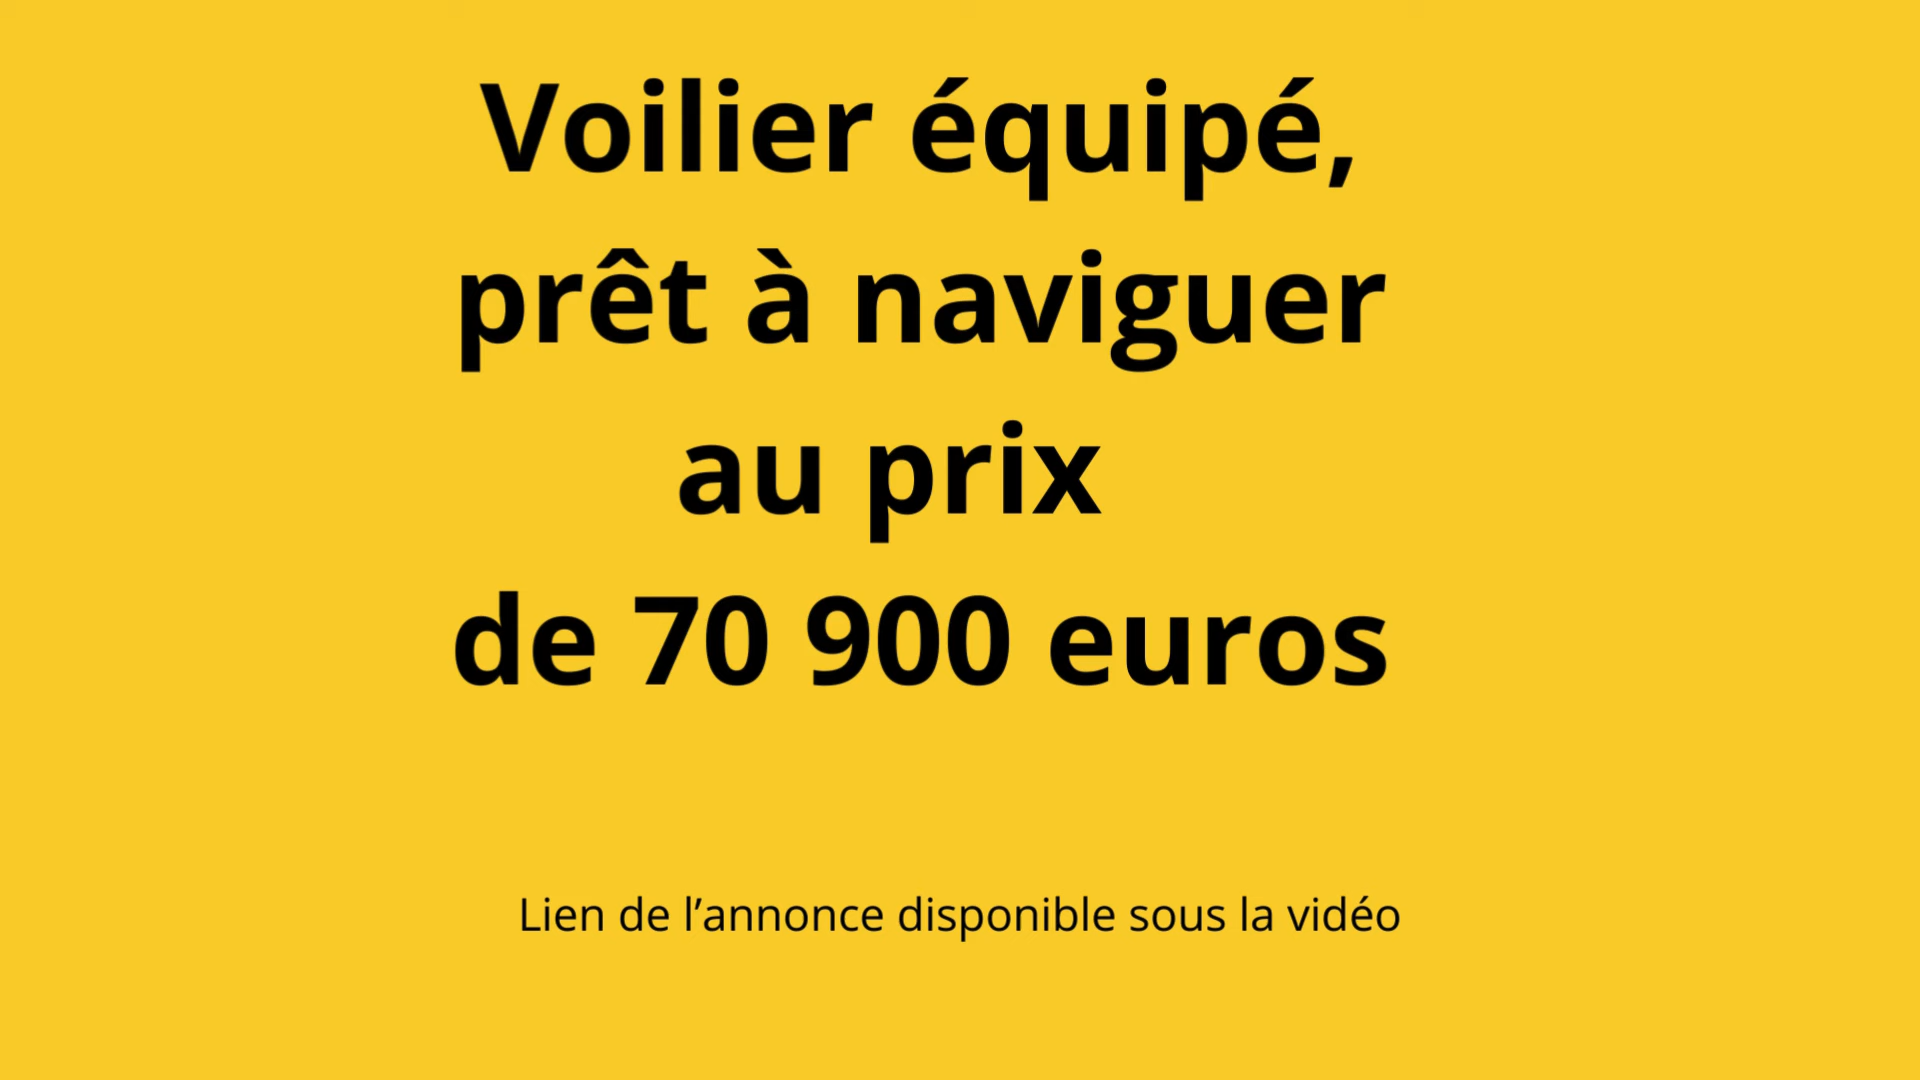 Voilier équipé,
prêt à naviguer
au prix
de 70 900 euros
Lien de l’annonce disponible sous la vidéo